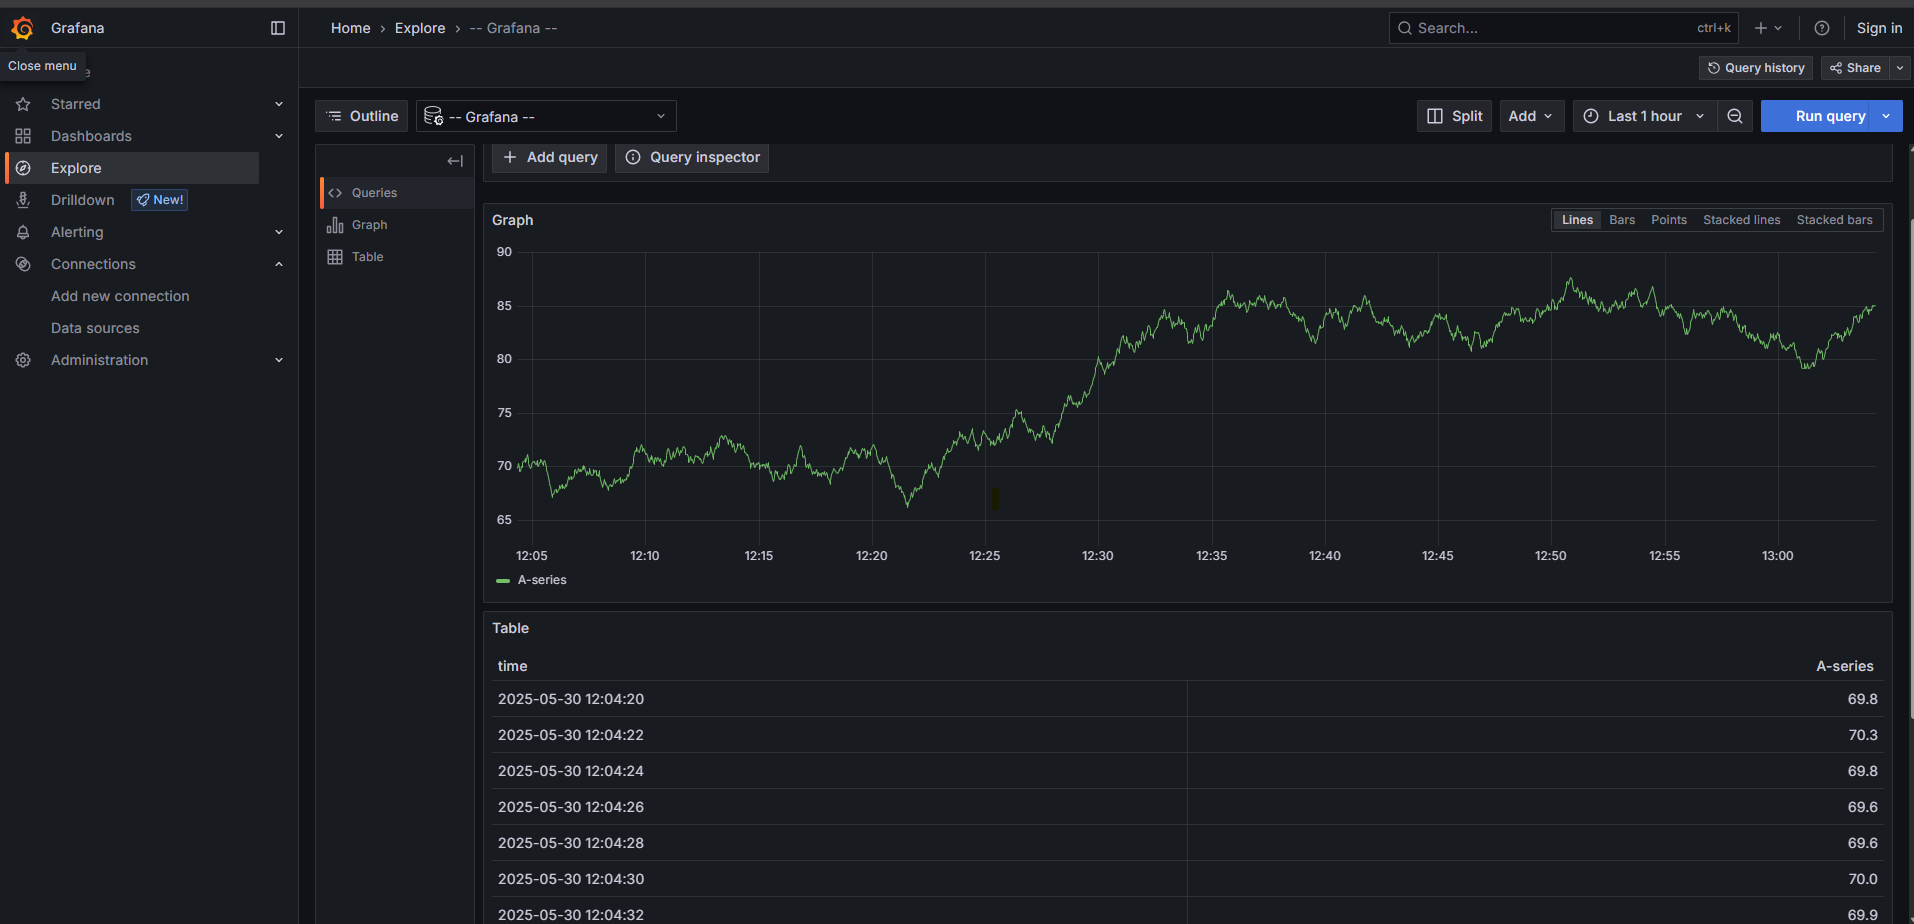 Grafana
Home › Explore › -- Grafana --
Search...
ctrl+k
Sign in
Close menu
Query history
Share
Starred
Dashboards
Explore
Drilldown
New!
Alerting
Connections
Add new connection
Data sources
Administration
Outline
-- Grafana --
Split
Add
Last 1 hour
Run query
Queries
Graph
Table
+ Add query
Query inspector
Graph
Lines Bars Points Stacked lines Stacked bars
90
85
80
75
70
65
12:05 12:10 12:15 12:20 12:25 12:30 12:35 12:40 12:45 12:50 12:55 13:00
A-series
Table
time A-series
2025-05-30 12:04:20 69.8
2025-05-30 12:04:22 70.3
2025-05-30 12:04:24 69.8
2025-05-30 12:04:26 69.6
2025-05-30 12:04:28 69.6
2025-05-30 12:04:30 70.0
2025-05-30 12:04:32 69.9